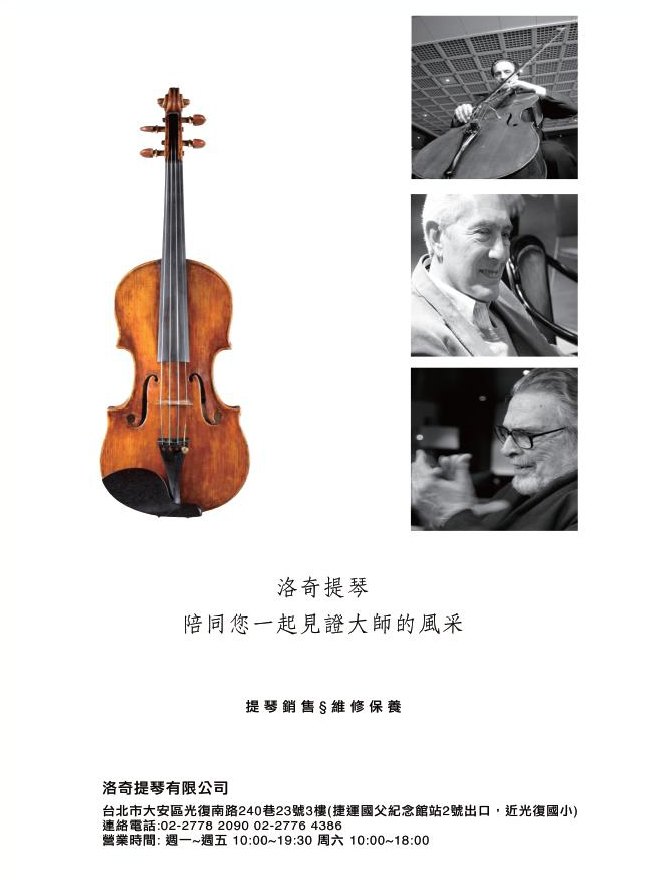 洛奇提琴
陪同您一起見證大師的風采
提琴銷售§維修保養
洛奇提琴有限公司
台北市大安區光復南路240巷23號3樓(捷運國父紀念館站2號出口，近光復國小)
連絡電話:02-2778 2090 02-2776 4386
營業時間: 週一~週五 10:00~19:30 周六 10:00~18:00